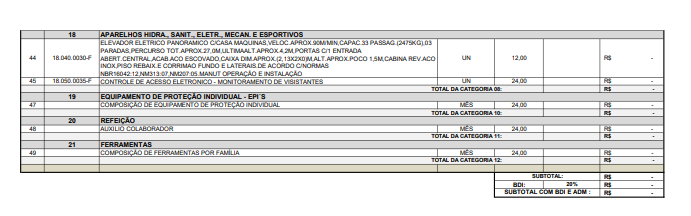 18 APARELHOS HIDRA., SANIT., ELETR., MECAN. E ESPORTIVOS
ELEVADOR ELETRICO PANORAMICO C/CASA MAQUINAS,VELOC.APROX.90M/MIN,CAPAC.33 PASSAG.(2475KG),03
PARADAS,PERCURSO TOT.APROX.27,0M,ULTIMAALT.APROX.4,2M,PORTAS C/1 ENTRADA
44 18.040.0030-F ABERT.CENTRAL,ACAB.ACO ESCOVADO,CAIXA DIM.APROX.(2,13X2X0)M,ALT.APROX.POCO 1,5M,CABINA REV.ACO UN 12,00 R$ -
INOX,PISO REBAIX.E CORRIMAO FUNDO E LATERAIS.DE ACORDO C/NORMAS
NBR16042:12,NM313:07,NM207:05.MANUT OPERAÇÃO E INSTALAÇÃO
45 18.050.0035-F CONTROLE DE ACESSO ELETRONICO - MONITORAMENTO DE VISISTANTES UN 24,00 R$ -
TOTAL DA CATEGORIA 08: R$ -
19 EQUIPAMENTO DE PROTEÇÃO INDIVIDUAL - EPI´S
47 COMPOSIÇÃO DE EQUIPAMENTO DE PROTEÇÃO INDIVIDUAL MÊS 24,00 R$ -
TOTAL DA CATEGORIA 10: R$ -
20 REFEIÇÃO
48 AUXILIO COLABORADOR MÊS 24,00 R$ -
TOTAL DA CATEGORIA 11: R$ -
21 FERRAMENTAS
49 COMPOSIÇÃO DE FERRAMENTAS POR FAMÍLIA MÊS 24,00 R$ -
TOTAL DA CATEGORIA 12: R$ -
SUBTOTAL: R$ -
BDI: 20% R$ -
SUBTOTAL COM BDI E ADM : R$ -